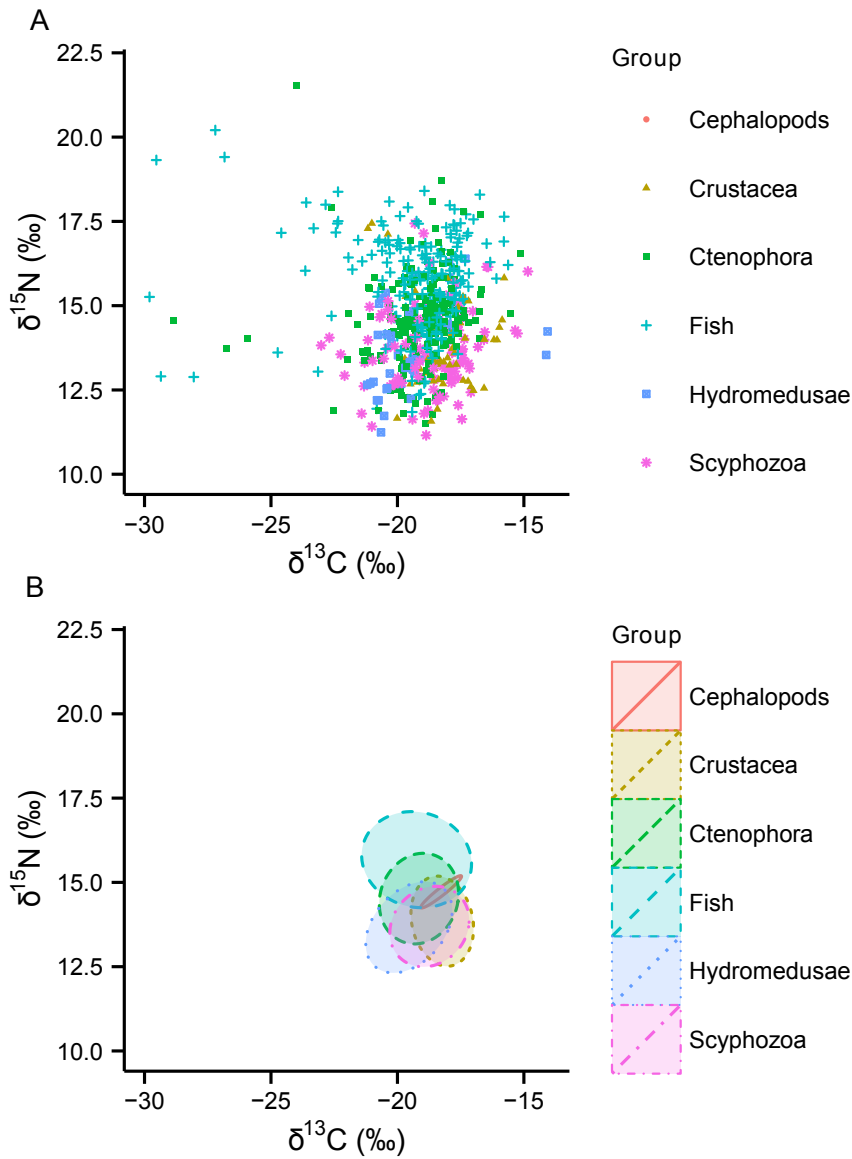 A
22.5
20.0
17.5
15.0
12.5
10.0
δ15N (‰)
−30 −25 −20 −15
δ13C (‰)
Group
Cephalopods
Crustacea
Ctenophora
Fish
Hydromedusae
Scyphozoa
B
22.5
20.0
17.5
15.0
12.5
10.0
δ15N (‰)
−30 −25 −20 −15
δ13C (‰)
Group
Cephalopods
Crustacea
Ctenophora
Fish
Hydromedusae
Scyphozoa